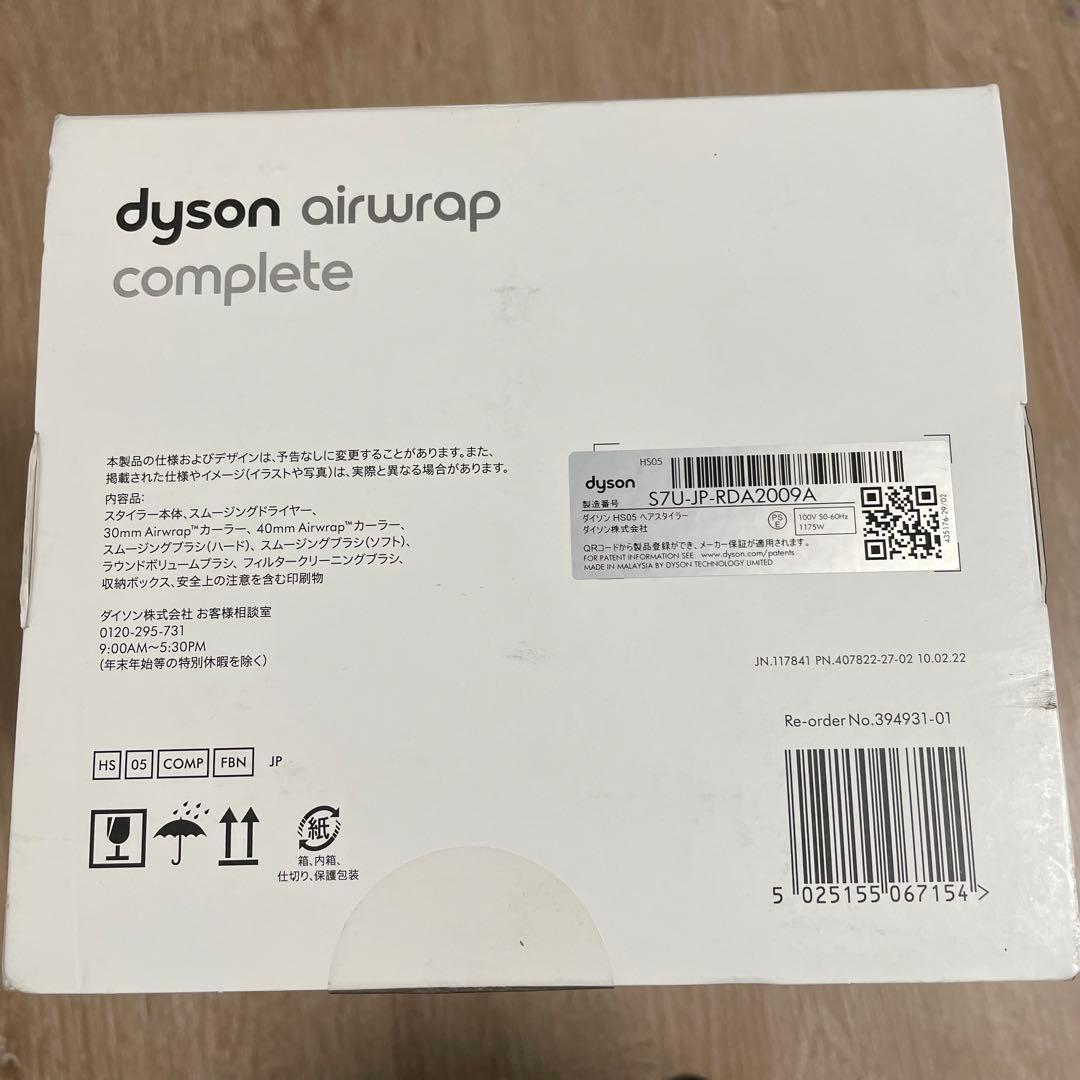 dyson airwrap
complete
本製品の仕様およびデザインは、予告なしに変更することがあります。また、
掲載された仕様やイメージ(イラストや写真)は、実際と異なる場合があります。
内容品:
スタイラー本体、スムージングドライヤー、
30mm Airwrap™カーラー、40mm Airwrap™カーラー、
スムージングブラシ(ハード)、スムージングブラシ(ソフト)、
ラウンドボリュームブラシ、フィルタークリーニングブラシ、
収納ボックス、安全上の注意を含む印刷物
ダイソン株式会社 お客様相談室
0120-295-731
9:00AM〜5:30PM
(年末年始等の特別休暇を除く)
HS 05 COMP FBN JP
紙
箱、内箱、
仕切り、保護包装
HS05
dyson
製造番号 S7U-JP-RDA2009A
ダイソン HS05 ヘアスタイラー
ダイソン株式会社
PS
E
100V 50-60Hz
1175W
QRコードから製品登録ができ、メーカー保証が適用されます。
FOR PATENT INFORMATION SEE: www.dyson.com/patents
MADE IN MALAYSIA BY DYSON TECHNOLOGY LIMITED
435176-29/02
JN.117841 PN.407822-27-02 10.02.22
Re-order No.394931-01
5 025155 067154 >